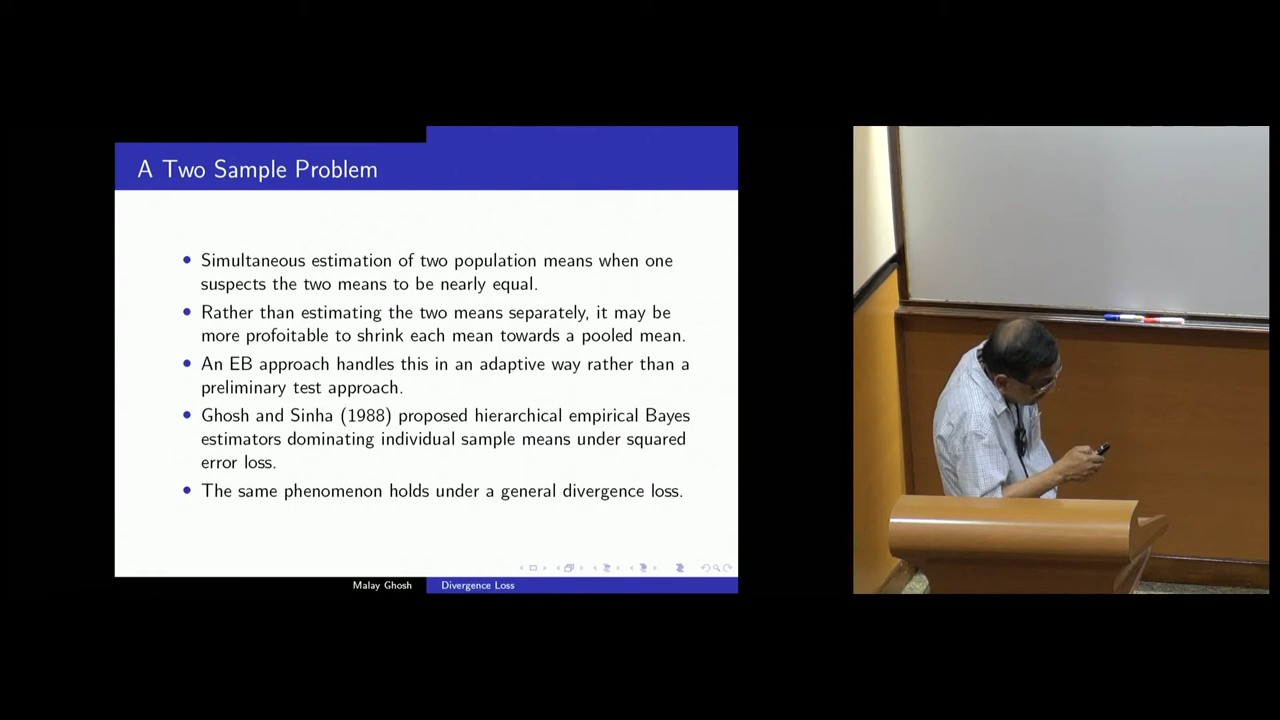 A Two Sample Problem
• Simultaneous estimation of two population means when one
suspects the two means to be nearly equal.
• Rather than estimating the two means separately, it may be
more profoitable to shrink each mean towards a pooled mean.
• An EB approach handles this in an adaptive way rather than a
preliminary test approach.
• Ghosh and Sinha (1988) proposed hierarchical empirical Bayes
estimators dominating individual sample means under squared
error loss.
• The same phenomenon holds under a general divergence loss.
Malay Ghosh
Divergence Loss